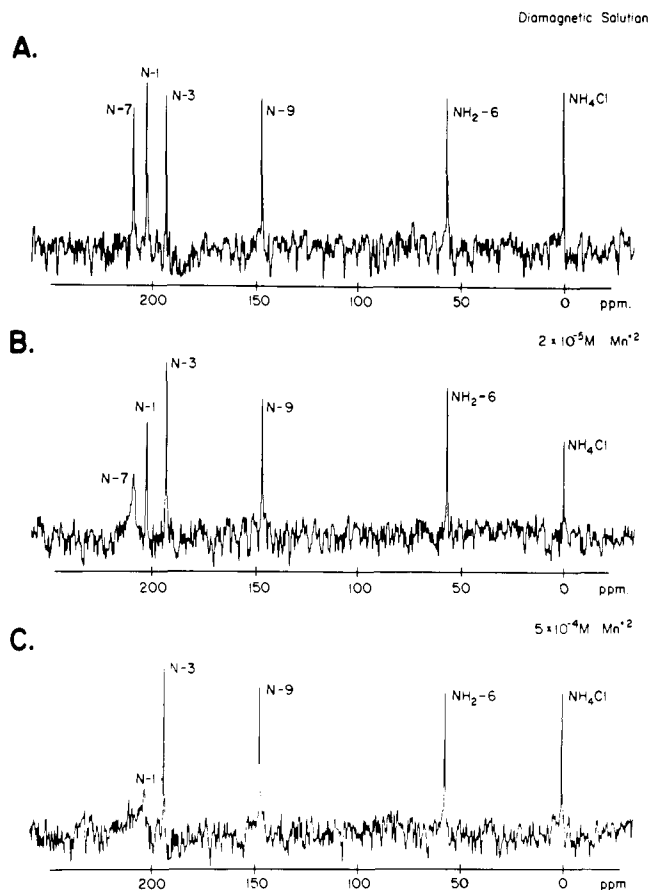 Diamagnetic Solution
A.
N-1
N-7
N-3
N-9
NH₂-6
NH₄Cl
200 150 100 50 0 ppm.
B.
2 × 10⁻⁵M Mn⁺²
N-3
N-1
N-7
N-9
NH₂-6
NH₄Cl
200 150 100 50 0 ppm.
C.
5 × 10⁻⁴M Mn⁺²
N-3
N-1
N-9
NH₂-6
NH₄Cl
200 150 100 50 0 ppm.